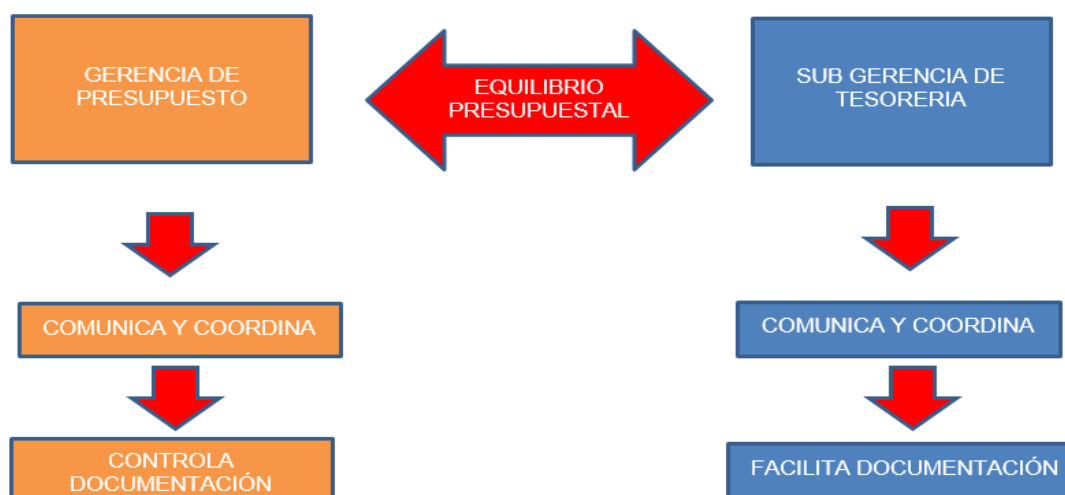 GERENCIA DE
PRESUPUESTO
EQUILIBRIO
PRESUPUESTAL
SUB GERENCIA DE
TESORERIA
COMUNICA Y COORDINA
COMUNICA Y COORDINA
CONTROLA
DOCUMENTACIÓN
FACILITA DOCUMENTACIÓN